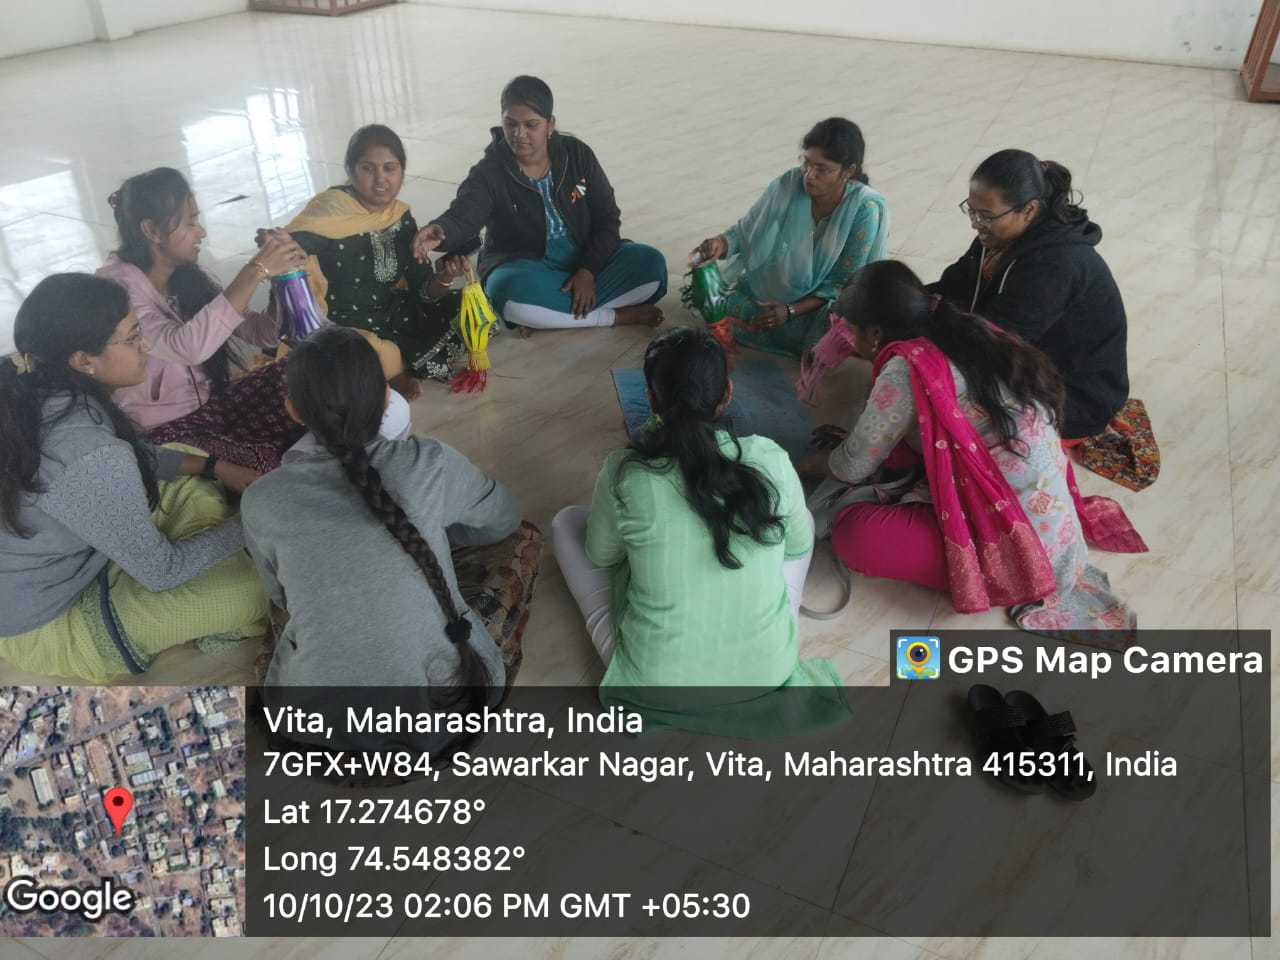 GPS Map Camera
Vita, Maharashtra, India
7GFX+W84, Sawarkar Nagar, Vita, Maharashtra 415311, India
Lat 17.274678°
Long 74.548382°
10/10/23 02:06 PM GMT +05:30
Google